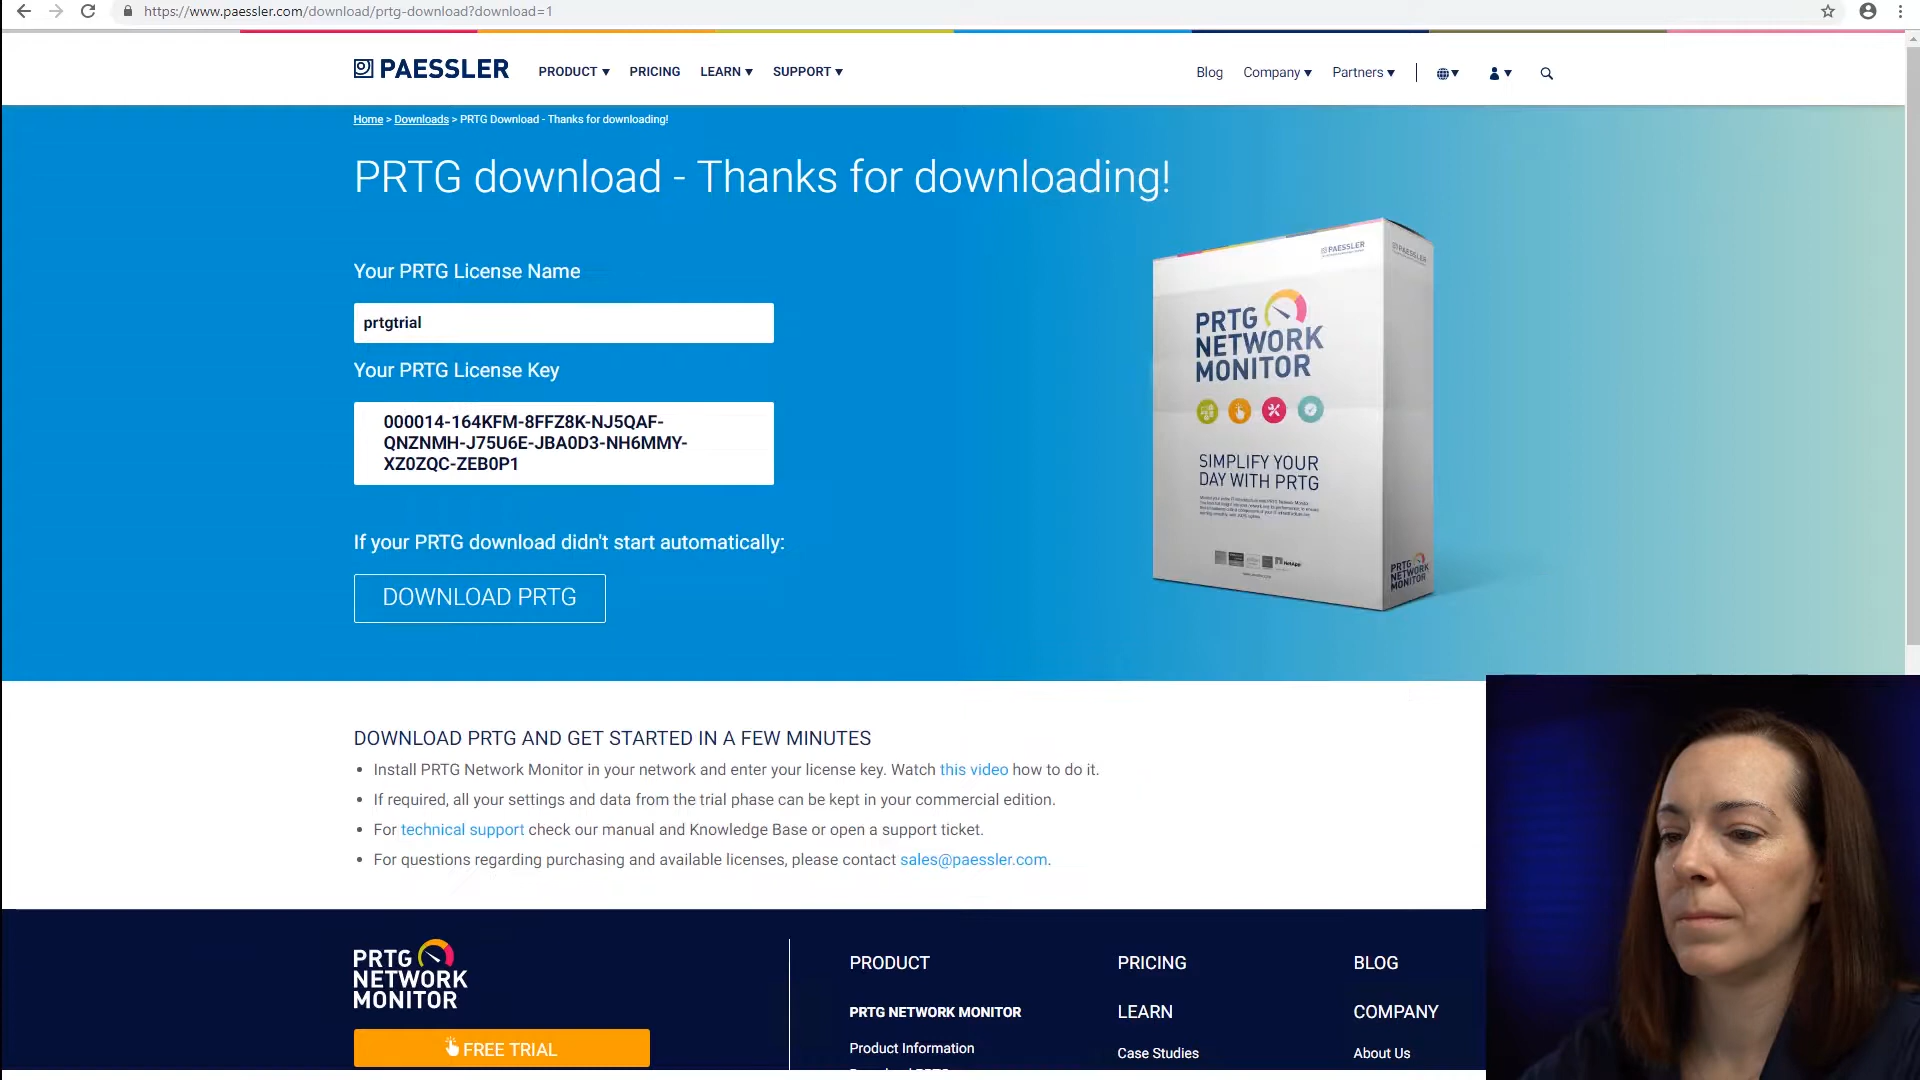 https://www.paessler.com/download/prtg-download?download=1
PAESSLER
PRODUCT
PRICING
LEARN
SUPPORT
Blog
Company
Partners
Home > Downloads > PRTG Download - Thanks for downloading!
PRTG download - Thanks for downloading!
Your PRTG License Name
prtgtrial
Your PRTG License Key
000014-164KFM-8FFZ8K-NJ5QAF-
QNZNMH-J75U6E-JBA0D3-NH6MMY-
XZ0ZQC-ZEB0P1
If your PRTG download didn't start automatically:
DOWNLOAD PRTG
PAESSLER
PAESSLER
PRTG
NETWORK
MONITOR
SIMPLIFY YOUR
DAY WITH PRTG
NetApp
PRTG
NETWORK
MONITOR
DOWNLOAD PRTG AND GET STARTED IN A FEW MINUTES
Install PRTG Network Monitor in your network and enter your license key. Watch this video how to do it.
If required, all your settings and data from the trial phase can be kept in your commercial edition.
For technical support check our manual and Knowledge Base or open a support ticket.
For questions regarding purchasing and available licenses, please contact sales@paessler.com.
PRTG
NETWORK
MONITOR
FREE TRIAL
PRODUCT
PRTG NETWORK MONITOR
Product Information
PRICING
LEARN
Case Studies
BLOG
COMPANY
About Us